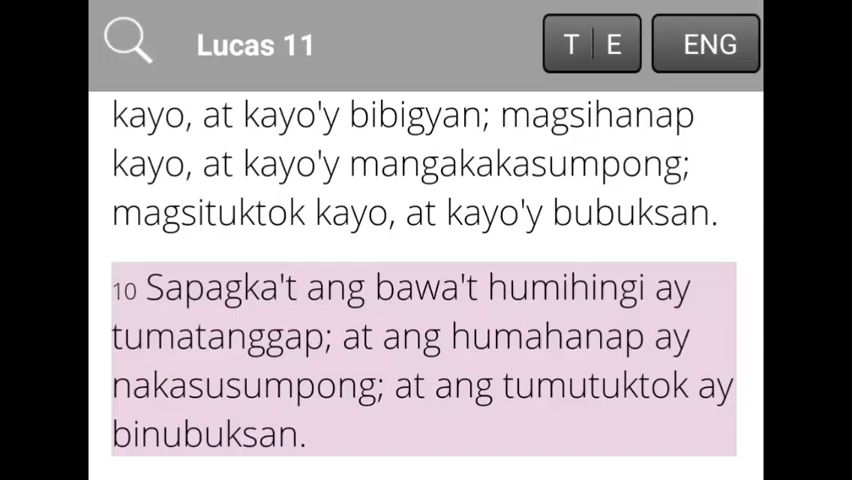 Lucas 11
T | E
ENG
kayo, at kayo'y bibigyan; magsihanap
kayo, at kayo'y mangakakasumpong;
magsituktok kayo, at kayo'y bubuksan.
10 Sapagka't ang bawa't humihingi ay
tumatanggap; at ang humahanap ay
nakasusumpong; at ang tumutuktok ay
binubuksan.